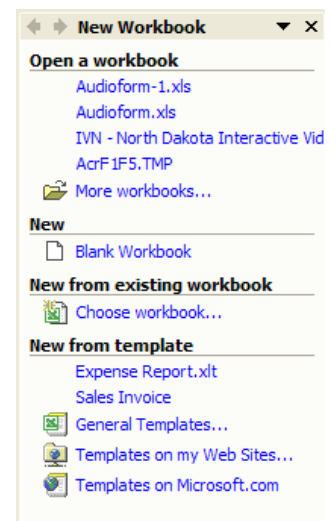 New Workbook
Open a workbook
Audioform-1.xls
Audioform.xls
IVN - North Dakota Interactive Vid
AcrF1F5.TMP
More workbooks...
New
Blank Workbook
New from existing workbook
Choose workbook...
New from template
Expense Report.xlt
Sales Invoice
General Templates...
Templates on my Web Sites...
Templates on Microsoft.com